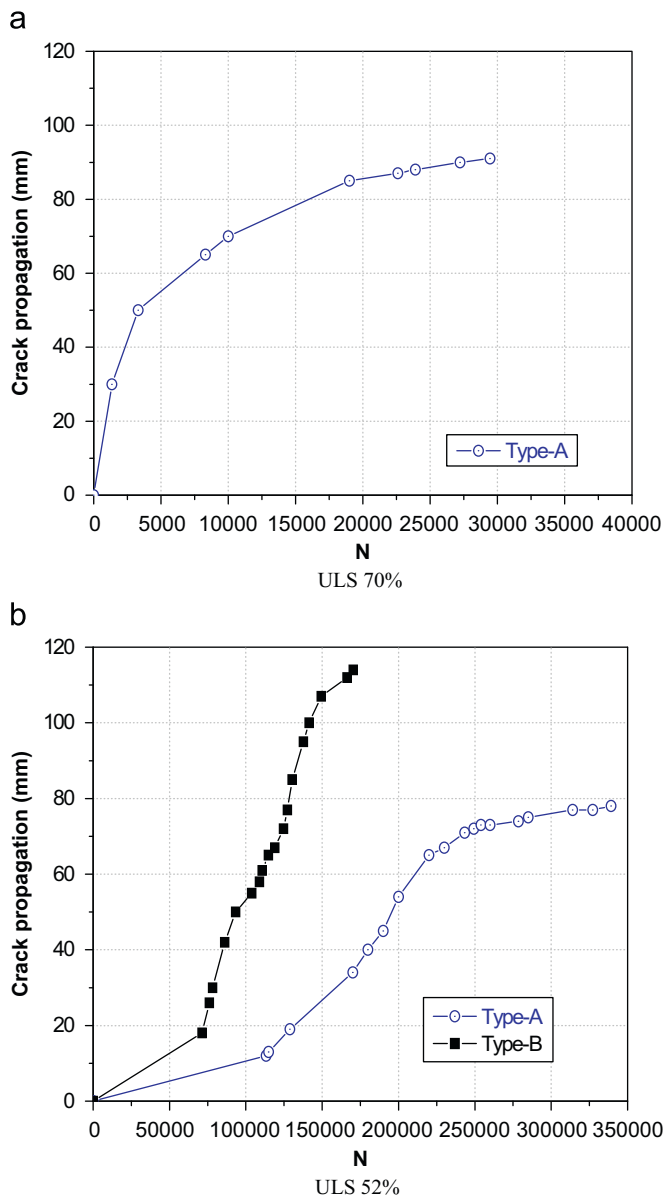 a
120
100
80
60
40
20
0
Crack propagation (mm)
Type-A
0 5000 10000 15000 20000 25000 30000 35000 40000
N
ULS 70%
b
120
100
80
60
40
20
0
Crack propagation (mm)
Type-A
Type-B
0 50000 100000 150000 200000 250000 300000 350000
N
ULS 52%